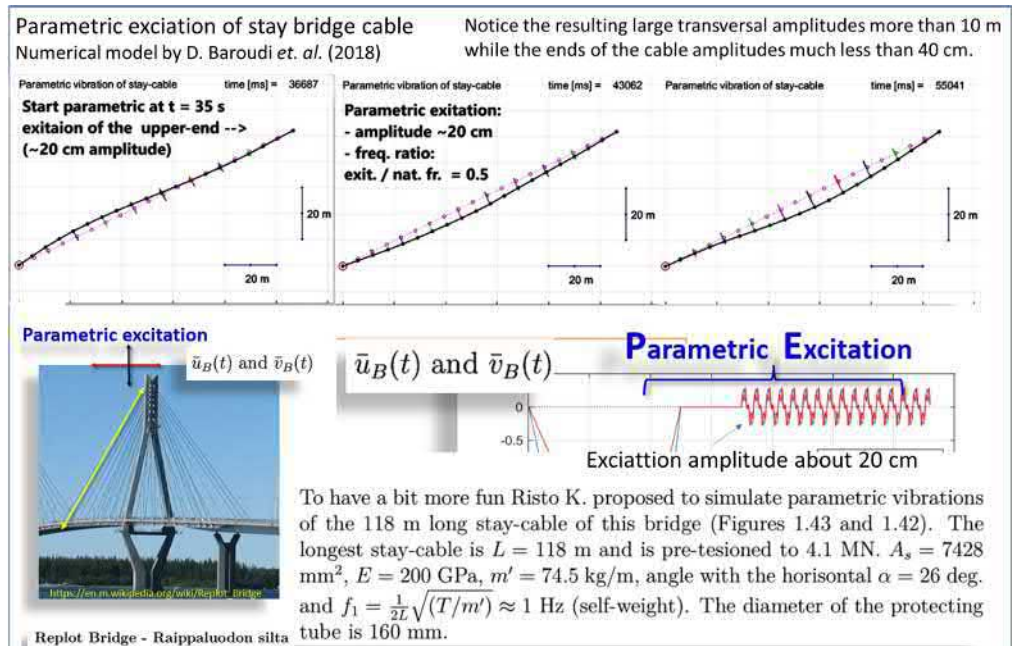 Parametric exciation of stay bridge cable
Numerical model by D. Baroudi et. al. (2018)
Notice the resulting large transversal amplitudes more than 10 m
while the ends of the cable amplitudes much less than 40 cm.
Parametric vibration of stay-cable time [ms] = 36687
Start parametric at t = 35 s
exitaion of the upper-end -->
(~20 cm amplitude)
20 m
20 m
Parametric vibration of stay-cable time [ms] = 43062
Parametric exitation:
- amplitude ~20 cm
- freq. ratio:
exit. / nat. fr. = 0.5
20 m
20 m
Parametric vibration of stay-cable time [ms] = 55041
20 m
20 m
Parametric excitation
ūB(t) and v̄B(t)
https://en.m.wikipedia.org/wiki/Replot_Bridge
Replot Bridge - Raippaluodon silta
ūB(t) and v̄B(t)
Parametric Excitation
0
-0.5
Exciattion amplitude about 20 cm
To have a bit more fun Risto K. proposed to simulate parametric vibrations
of the 118 m long stay-cable of this bridge (Figures 1.43 and 1.42). The
longest stay-cable is L = 118 m and is pre-tesioned to 4.1 MN. As = 7428
mm², E = 200 GPa, m′ = 74.5 kg/m, angle with the horisontal α = 26 deg.
and f1 = 1/2L √(T/m′) ≈ 1 Hz (self-weight). The diameter of the protecting
tube is 160 mm.